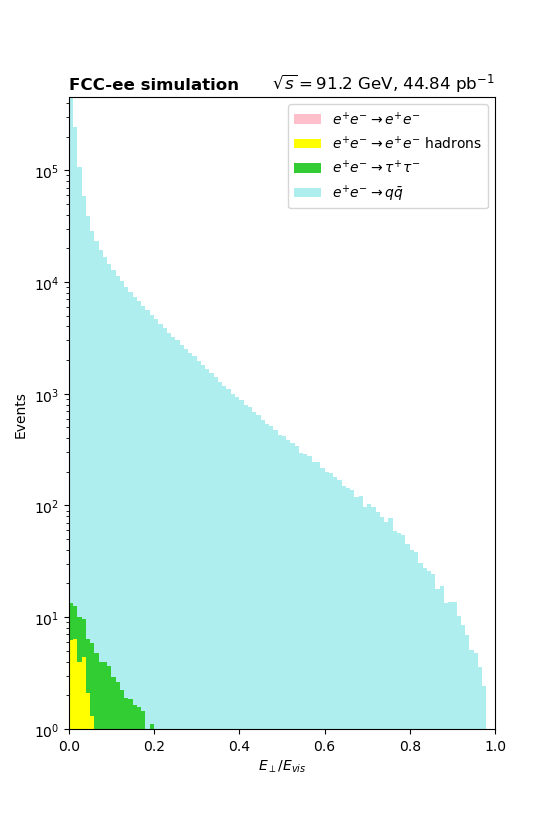 FCC-ee simulation √s = 91.2 GeV, 44.84 pb⁻¹
e⁺e⁻ → e⁺e⁻
e⁺e⁻ → e⁺e⁻ hadrons
e⁺e⁻ → τ⁺τ⁻
e⁺e⁻ → qq̄
10⁵
10⁴
10³
10²
10¹
10⁰
Events
0.0 0.2 0.4 0.6 0.8 1.0
E⊥/Evis